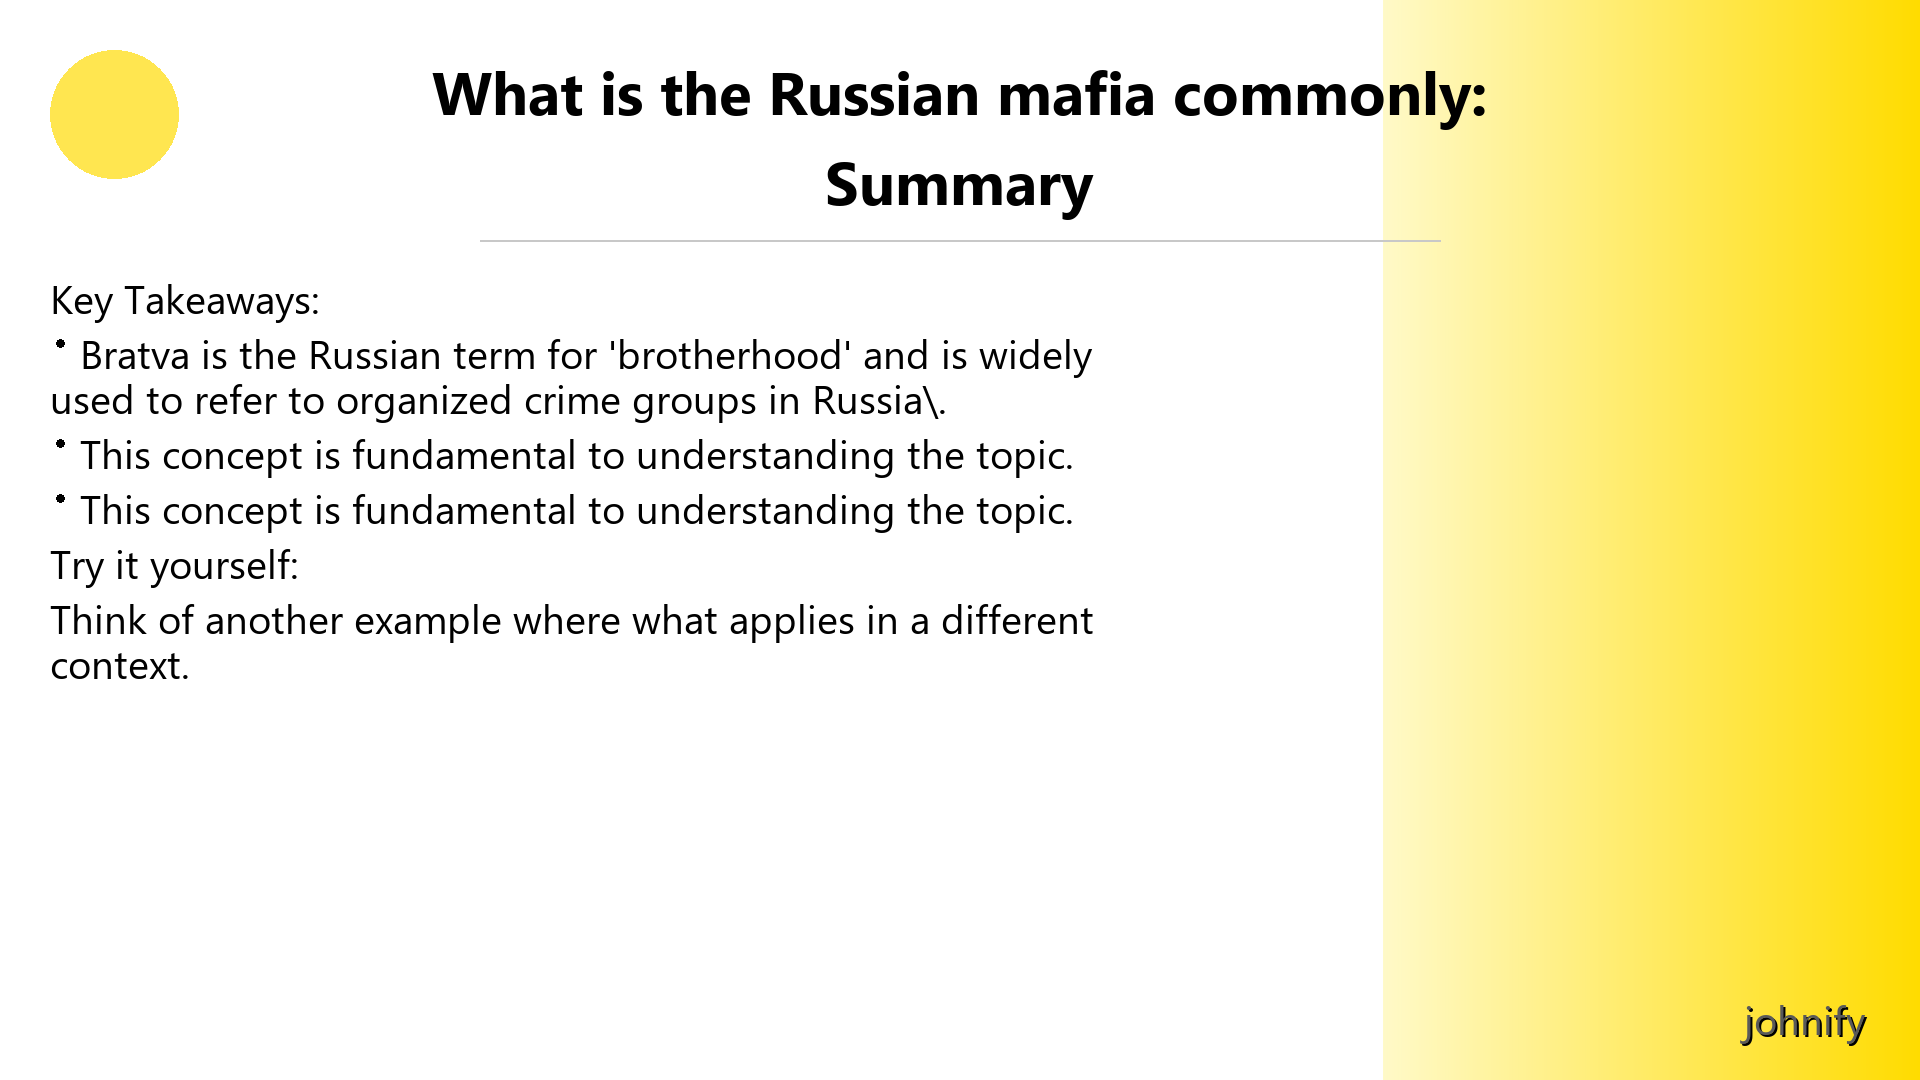 What is the Russian mafia commonly:
Summary
Key Takeaways:
• Bratva is the Russian term for 'brotherhood' and is widely
used to refer to organized crime groups in Russia\.
• This concept is fundamental to understanding the topic.
• This concept is fundamental to understanding the topic.
Try it yourself:
Think of another example where what applies in a different
context.
johnify